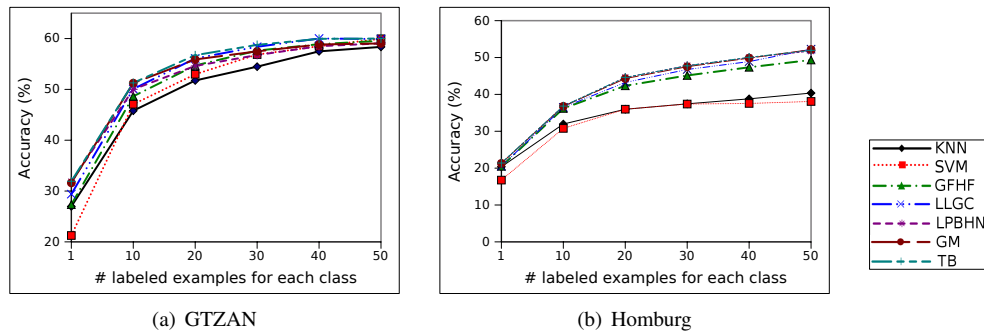 60
50
40
30
20
Accuracy (%)
1 10 20 30 40 50
# labeled examples for each class
(a) GTZAN
60
50
40
30
20
10
0
Accuracy (%)
1 10 20 30 40 50
# labeled examples for each class
(b) Homburg
KNN
SVM
GFHF
LLGC
LPBHN
GM
TB